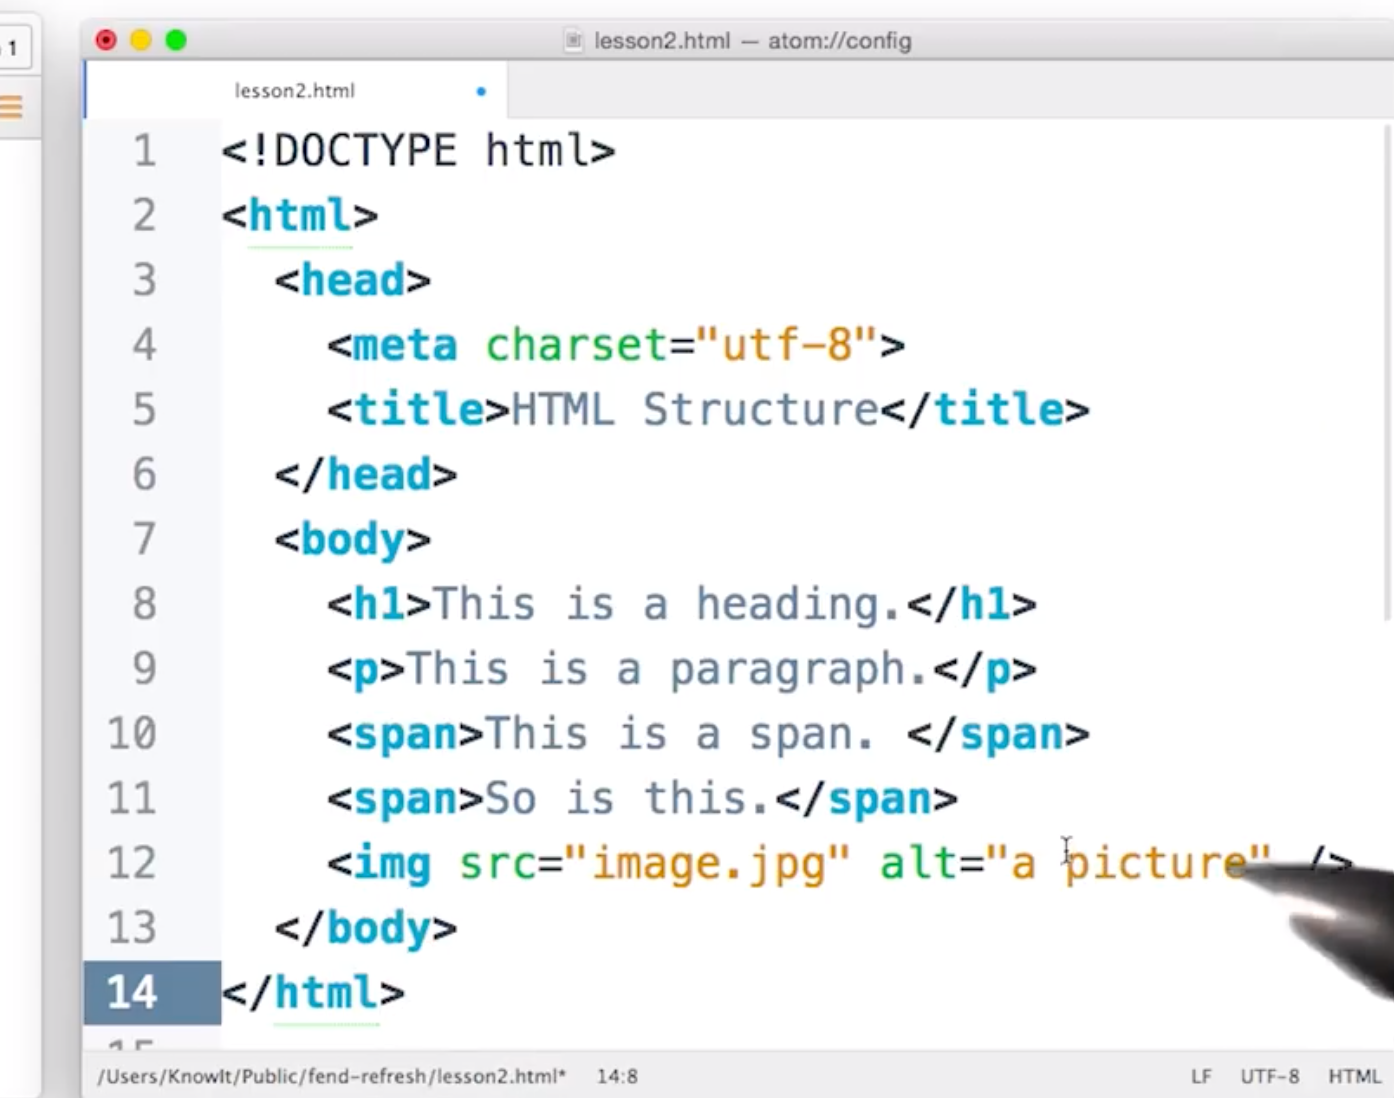 1
lesson2.html — atom://config
lesson2.html
1 <!DOCTYPE html>
2 <html>
3 <head>
4 <meta charset="utf-8">
5 <title>HTML Structure</title>
6 </head>
7 <body>
8 <h1>This is a heading.</h1>
9 <p>This is a paragraph.</p>
10 <span>This is a span. </span>
11 <span>So is this.</span>
12 <img src="image.jpg" alt="a picture" />
13 </body>
14 </html>
15
/Users/KnowIt/Public/fend-refresh/lesson2.html* 14:8 LF UTF-8 HTML